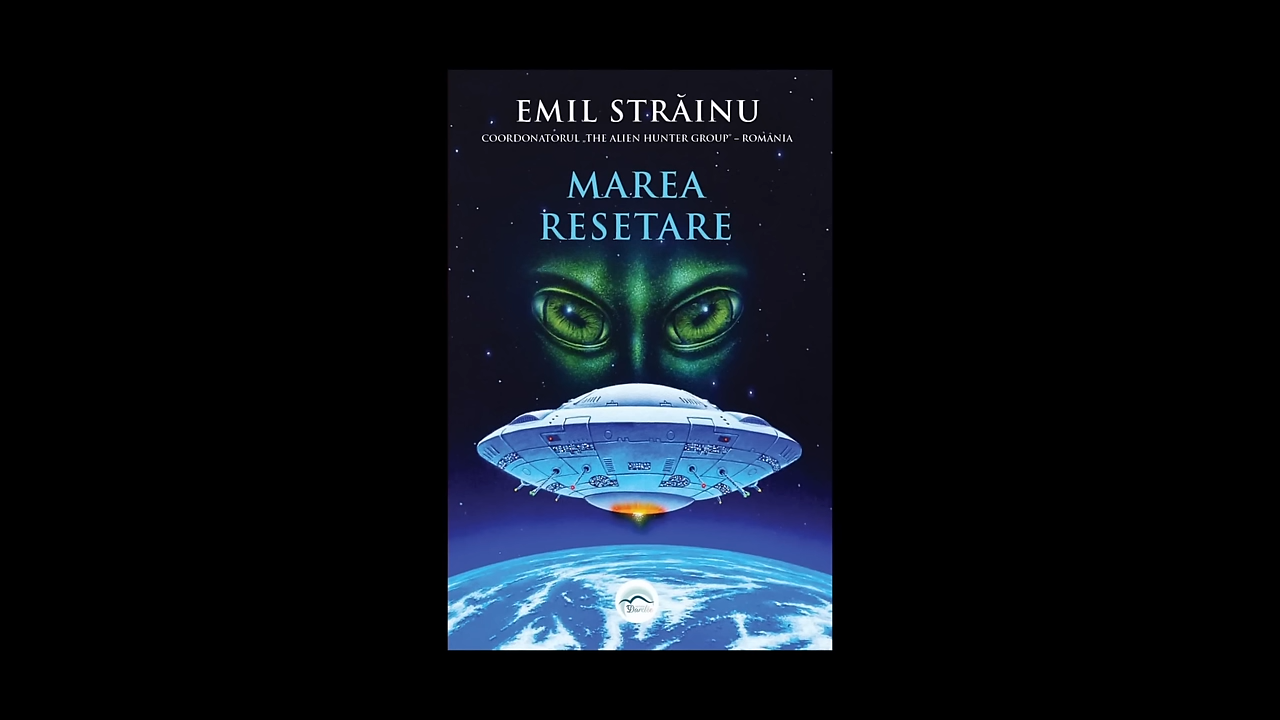 EMIL STRĂINU
COORDONATORUL „THE ALIEN HUNTER GROUP" – ROMÂNIA
MAREA
RESETARE